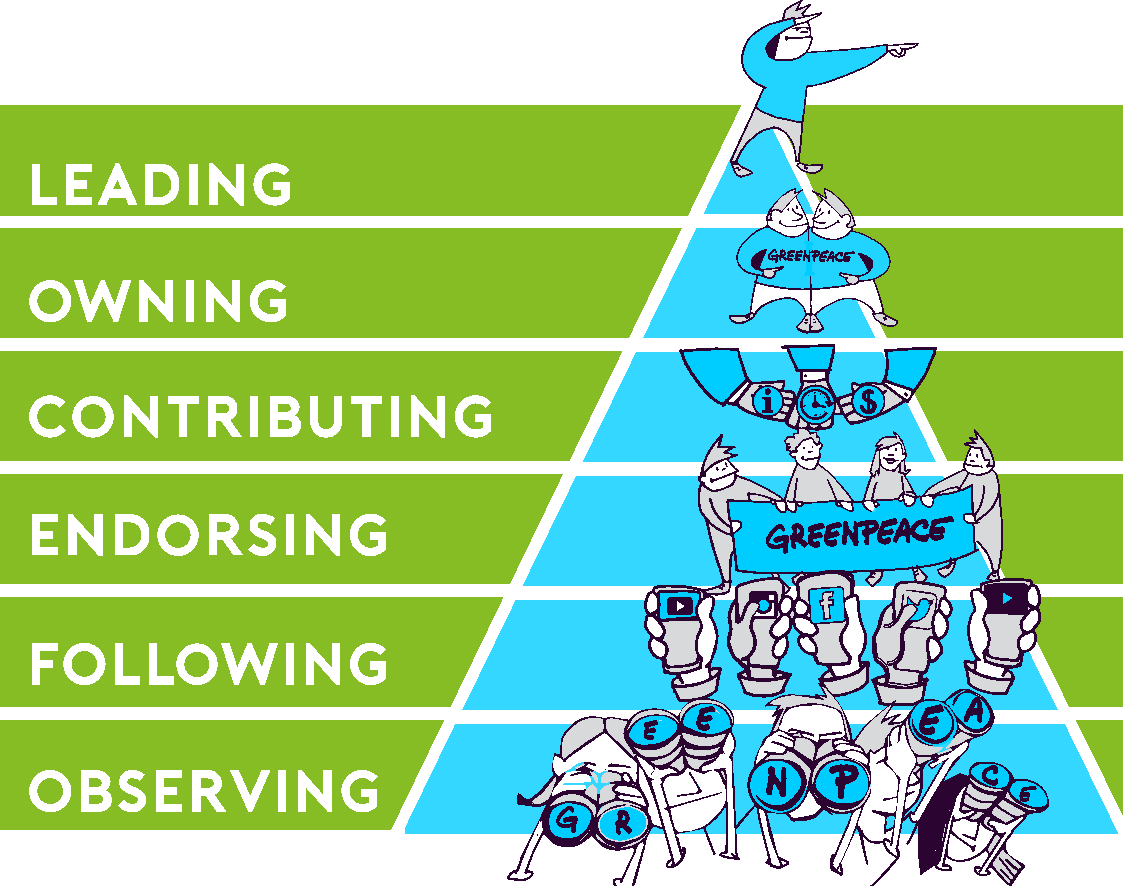 LEADING
OWNING
GREENPEACE
CONTRIBUTING
i $
ENDORSING
GREENPEACE
FOLLOWING
f
OBSERVING
G R E E N P E A C E